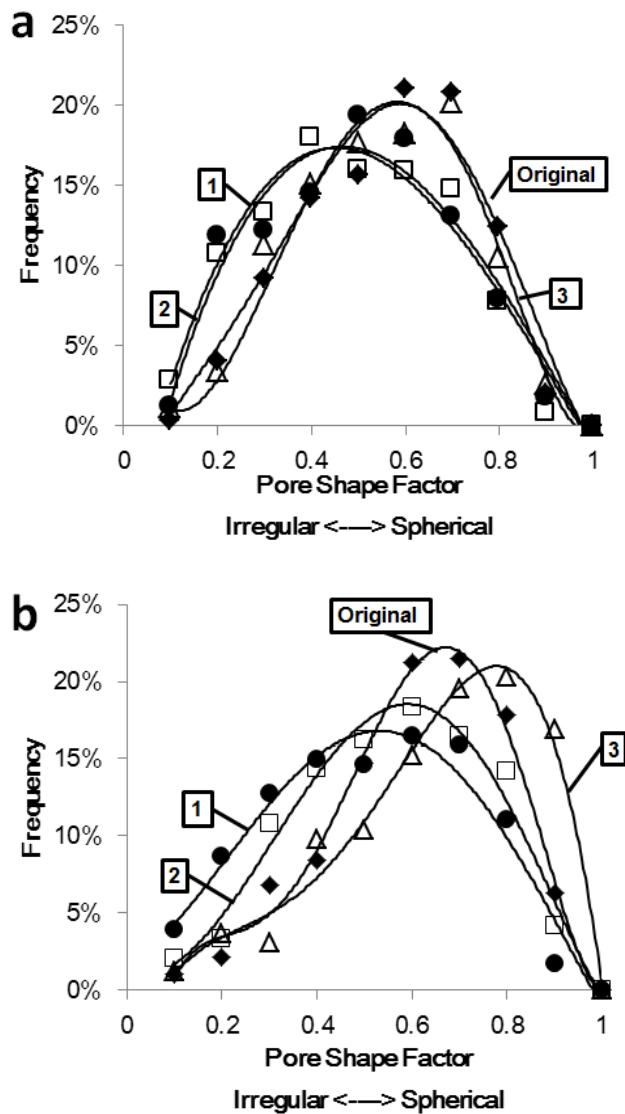 a
25%
20%
15%
10%
5%
0%
Frequency
1
2
Original
3
0 0.2 0.4 0.6 0.8 1
Pore Shape Factor
Irregular <----> Spherical
b
25%
20%
15%
10%
5%
0%
Frequency
Original
1
2
3
0 0.2 0.4 0.6 0.8 1
Pore Shape Factor
Irregular <----> Spherical